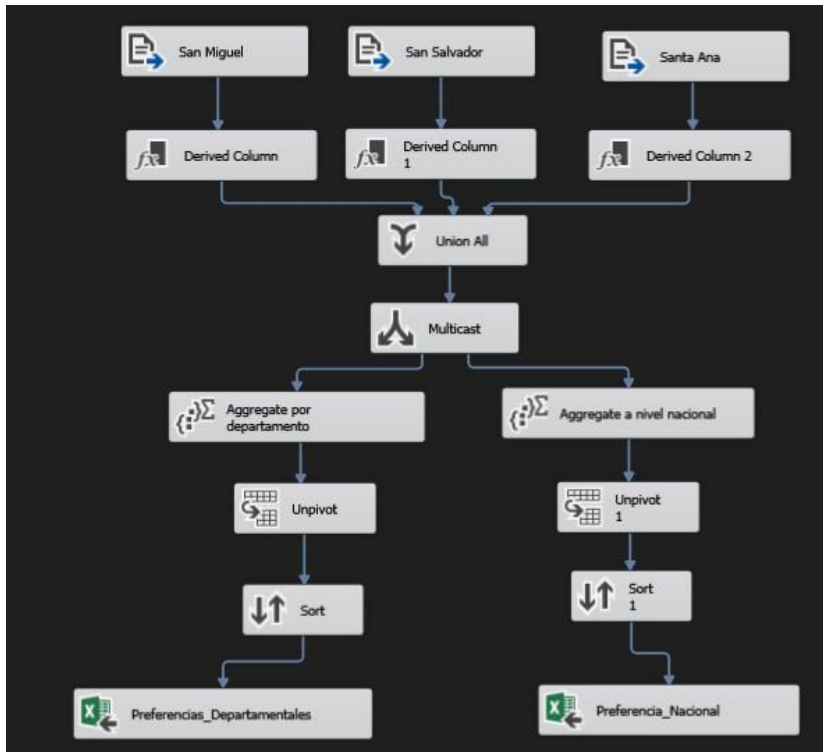 San Miguel
San Salvador
Santa Ana
Derived Column
Derived Column
1
Derived Column 2
Union All
Multicast
Aggregate por
departamento
Aggregate a nivel nacional
Unpivot
Unpivot
1
Sort
Sort
1
Preferencias_Departamentales
Preferencia_Nacional